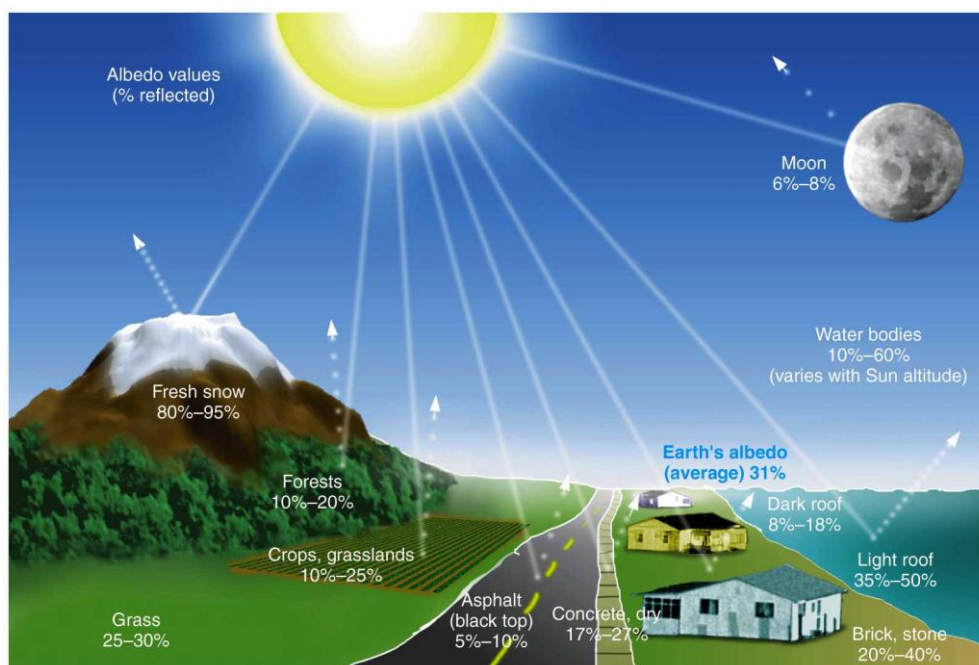 Albedo values
(% reflected)
Moon
6%–8%
Water bodies
10%–60%
(varies with Sun altitude)
Fresh snow
80%–95%
Earth's albedo
(average) 31%
Forests
10%–20%
Dark roof
8%–18%
Crops, grasslands
10%–25%
Light roof
35%–50%
Asphalt
(black top)
5%–10%
Concrete, dry
17%–27%
Grass
25–30%
Brick, stone
20%–40%